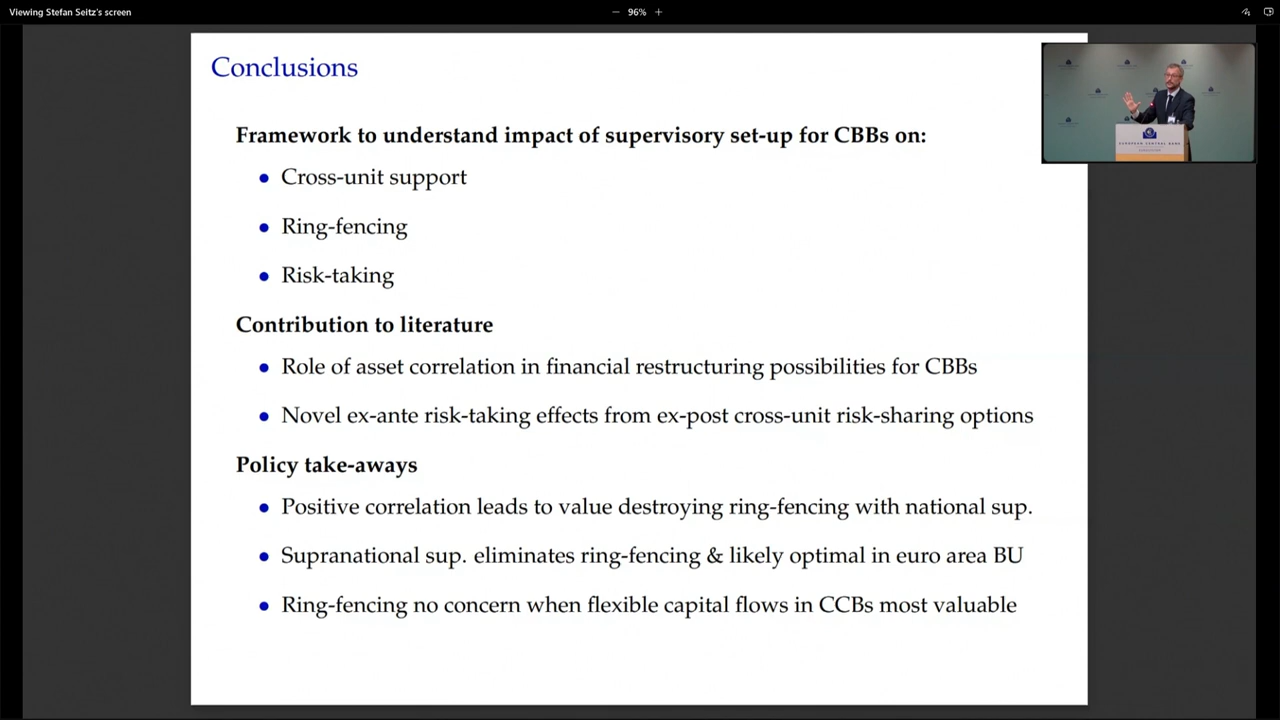 Viewing Stefan Seitz's screen
96%
Conclusions
Framework to understand impact of supervisory set-up for CBBs on:
Cross-unit support
Ring-fencing
Risk-taking
Contribution to literature
Role of asset correlation in financial restructuring possibilities for CBBs
Novel ex-ante risk-taking effects from ex-post cross-unit risk-sharing options
Policy take-aways
Positive correlation leads to value destroying ring-fencing with national sup.
Supranational sup. eliminates ring-fencing & likely optimal in euro area BU
Ring-fencing no concern when flexible capital flows in CCBs most valuable
EUROPEAN CENTRAL BANK